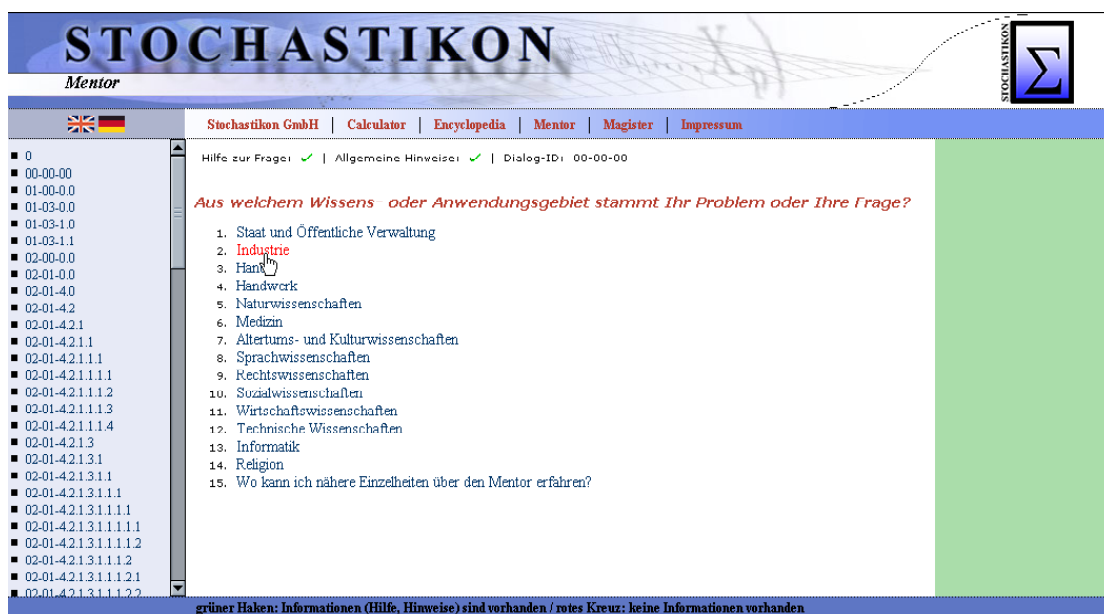 STOCHASTIKON
Mentor
STOCHASTIKON
Σ
Stochastikon GmbH | Calculator | Encyclopedia | Mentor | Magister | Impressum
0
00-00-00
01-00-0.0
01-03-0.0
01-03-1.0
01-03-1.1
02-00-0.0
02-01-0.0
02-01-4.0
02-01-4.2
02-01-4.2.1
02-01-4.2.1.1
02-01-4.2.1.1.1
02-01-4.2.1.1.1.1
02-01-4.2.1.1.1.2
02-01-4.2.1.1.1.3
02-01-4.2.1.1.1.4
02-01-4.2.1.3
02-01-4.2.1.3.1
02-01-4.2.1.3.1.1
02-01-4.2.1.3.1.1.1
02-01-4.2.1.3.1.1.1.1
02-01-4.2.1.3.1.1.1.1.1
02-01-4.2.1.3.1.1.1.1.2
02-01-4.2.1.3.1.1.1.2
02-01-4.2.1.3.1.1.1.2.1
02-01-4.2.1.3.1.1.1.2.2
Hilfe zur Frage: ✓ | Allgemeine Hinweise: ✓ | Dialog-ID: 00-00-00
Aus welchem Wissens- oder Anwendungsgebiet stammt Ihr Problem oder Ihre Frage?
1. Staat und Öffentliche Verwaltung
2. Industrie
3. Hand
4. Handwerk
5. Naturwissenschaften
6. Medizin
7. Altertums- und Kulturwissenschaften
8. Sprachwissenschaften
9. Rechtswissenschaften
10. Sozialwissenschaften
11. Wirtschaftswissenschaften
12. Technische Wissenschaften
13. Informatik
14. Religion
15. Wo kann ich nähere Einzelheiten über den Mentor erfahren?
grüner Haken: Informationen (Hilfe, Hinweise) sind vorhanden / rotes Kreuz: keine Informationen vorhanden